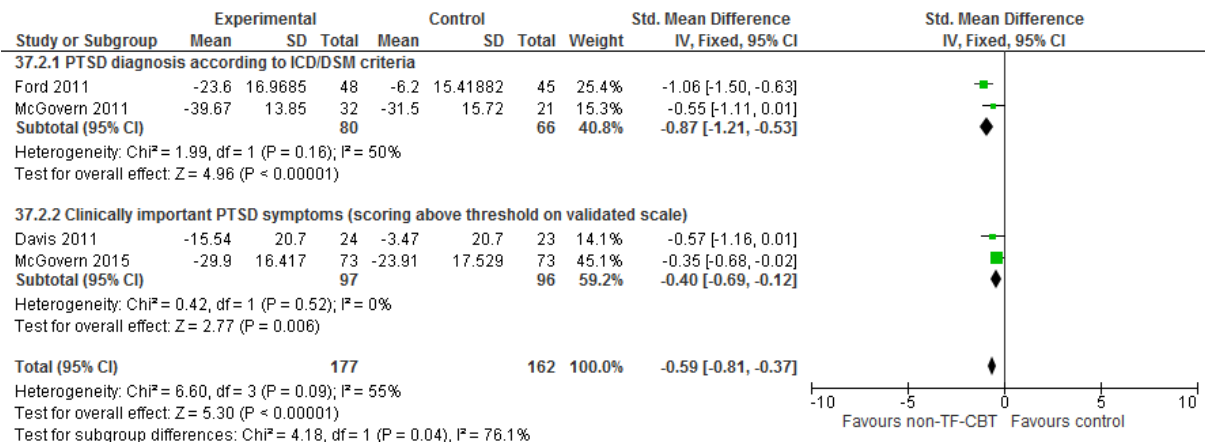 Experimental Control Std. Mean Difference Std. Mean Difference
Study or Subgroup Mean SD Total Mean SD Total Weight IV, Fixed, 95% CI IV, Fixed, 95% CI
37.2.1 PTSD diagnosis according to ICD/DSM criteria
Ford 2011 -23.6 16.9685 48 -6.2 15.41882 45 25.4% -1.06 [-1.50, -0.63]
McGovern 2011 -39.67 13.85 32 -31.5 15.72 21 15.3% -0.55 [-1.11, 0.01]
Subtotal (95% CI) 80 66 40.8% -0.87 [-1.21, -0.53]
Heterogeneity: Chi² = 1.99, df = 1 (P = 0.16); I² = 50%
Test for overall effect: Z = 4.96 (P < 0.00001)
37.2.2 Clinically important PTSD symptoms (scoring above threshold on validated scale)
Davis 2011 -15.54 20.7 24 -3.47 20.7 23 14.1% -0.57 [-1.16, 0.01]
McGovern 2015 -29.9 16.417 73 -23.91 17.529 73 45.1% -0.35 [-0.68, -0.02]
Subtotal (95% CI) 97 96 59.2% -0.40 [-0.69, -0.12]
Heterogeneity: Chi² = 0.42, df = 1 (P = 0.52); I² = 0%
Test for overall effect: Z = 2.77 (P = 0.006)
Total (95% CI) 177 162 100.0% -0.59 [-0.81, -0.37]
Heterogeneity: Chi² = 6.60, df = 3 (P = 0.09); I² = 55%
Test for overall effect: Z = 5.30 (P < 0.00001)
Test for subgroup differences: Chi² = 4.18, df = 1 (P = 0.04), I² = 76.1%
-10 -5 0 5 10
Favours non-TF-CBT Favours control